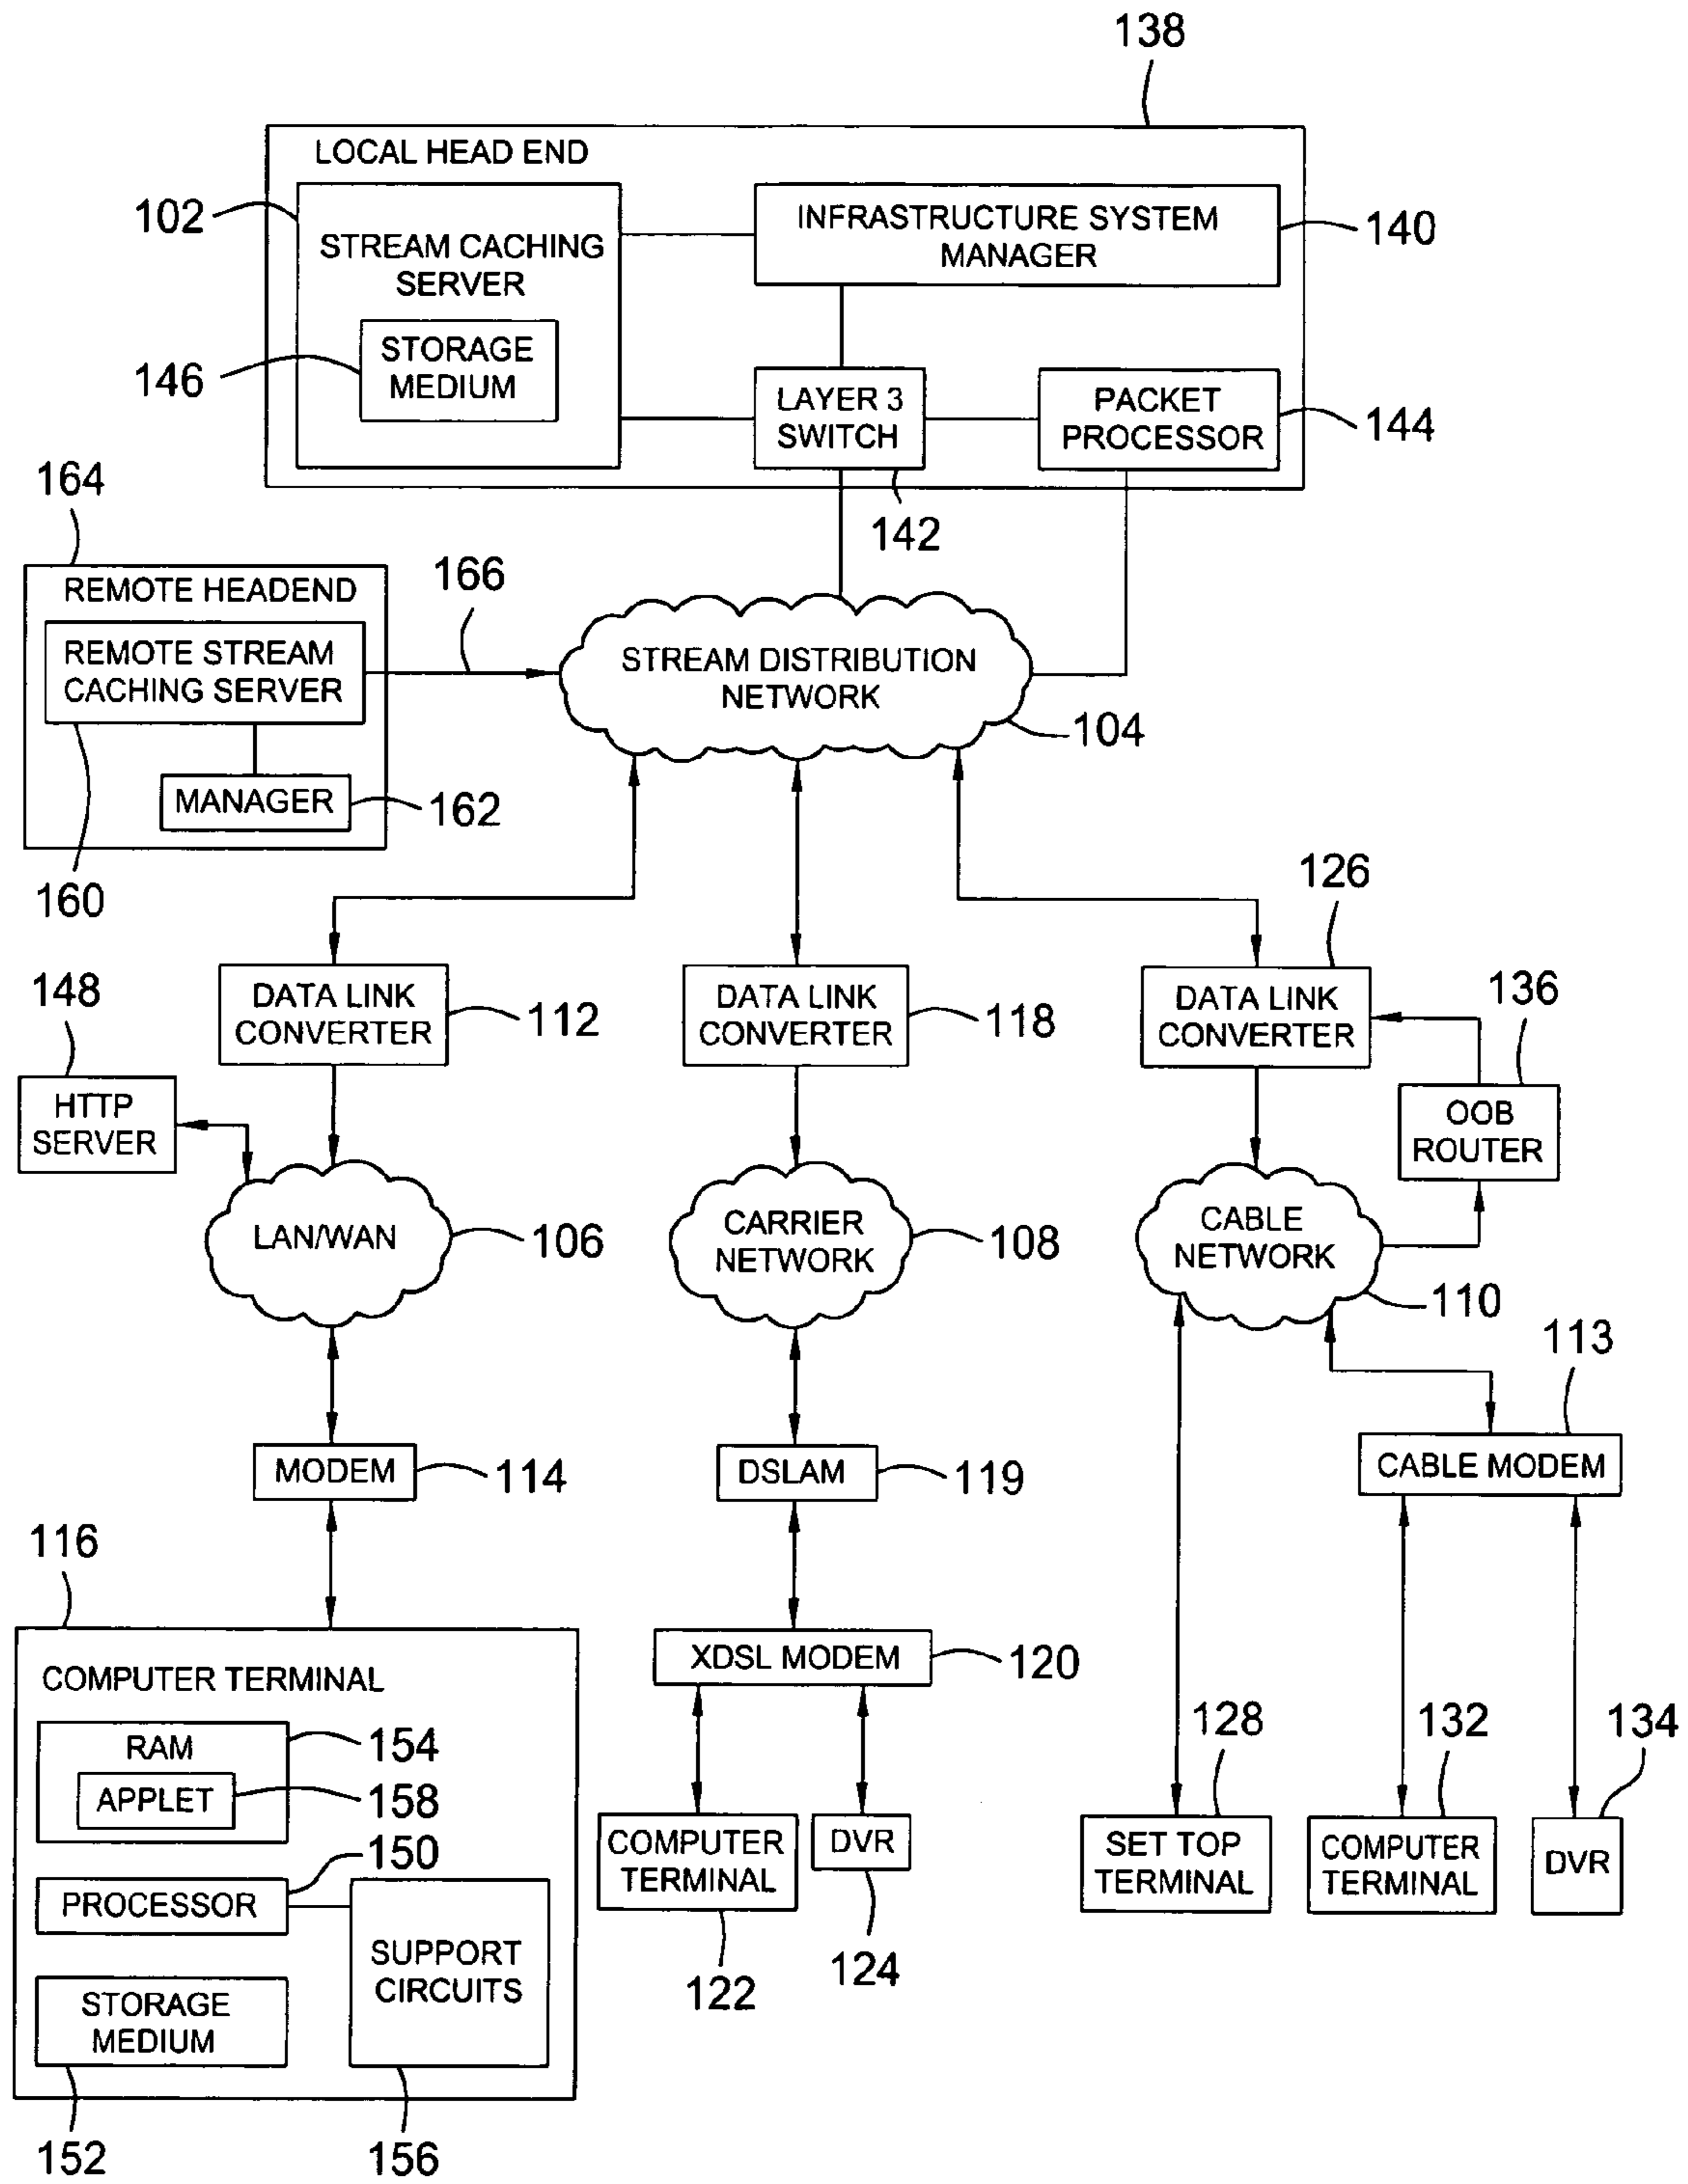 138
LOCAL HEAD END
102
STREAM CACHING
SERVER
INFRASTRUCTURE SYSTEM
MANAGER
140
146
STORAGE
MEDIUM
LAYER 3
SWITCH
PACKET
PROCESSOR
144
142
164
REMOTE HEADEND
REMOTE STREAM
CACHING SERVER
166
STREAM DISTRIBUTION
NETWORK
104
MANAGER
162
160
126
148
DATA LINK
CONVERTER
112
DATA LINK
CONVERTER
118
DATA LINK
CONVERTER
136
HTTP
SERVER
OOB
ROUTER
LAN/WAN
106
CARRIER
NETWORK
108
CABLE
NETWORK
110
113
MODEM
114
DSLAM
119
CABLE MODEM
116
COMPUTER TERMINAL
XDSL MODEM
120
RAM
154
APPLET
158
128
132
134
COMPUTER
TERMINAL
DVR
SET TOP
TERMINAL
COMPUTER
TERMINAL
DVR
150
PROCESSOR
SUPPORT
CIRCUITS
122
124
STORAGE
MEDIUM
152
156